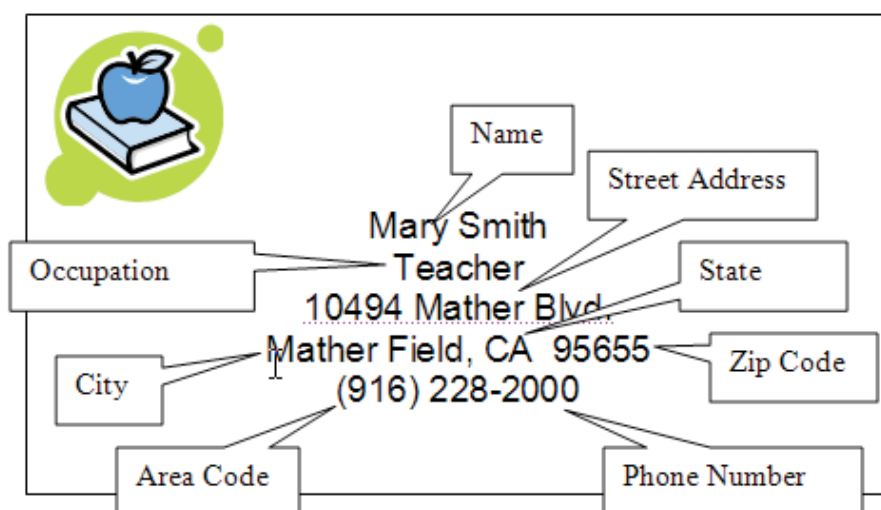 Name
Street Address
Mary Smith
Occupation
Teacher
State
10494 Mather Blvd.
Mather Field, CA  95655
Zip Code
City
(916) 228-2000
Area Code
Phone Number